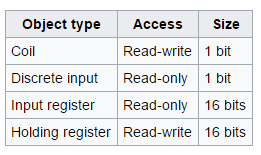 Object type Access Size
Coil Read-write 1 bit
Discrete input Read-only 1 bit
Input register Read-only 16 bits
Holding register Read-write 16 bits